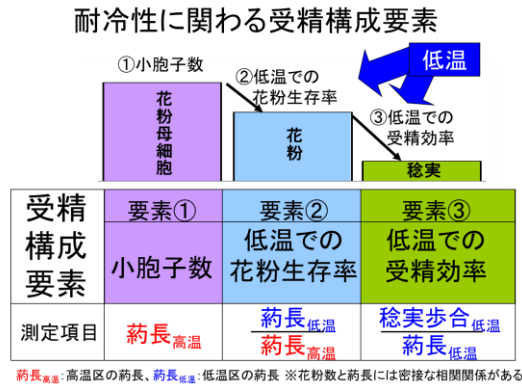 耐冷性に関わる受精構成要素
低温
①小胞子数
②低温での
花粉生存率
③低温での
受精効率
花粉母細胞
花粉
稔実
受精
構成
要素
要素①
小胞子数
要素②
低温での
花粉生存率
要素③
低温での
受精効率
測定項目
葯長高温
葯長低温
葯長高温
稔実歩合低温
葯長低温
葯長高温:高温区の葯長、葯長低温:低温区の葯長 ※花粉数と葯長には密接な相関関係がある